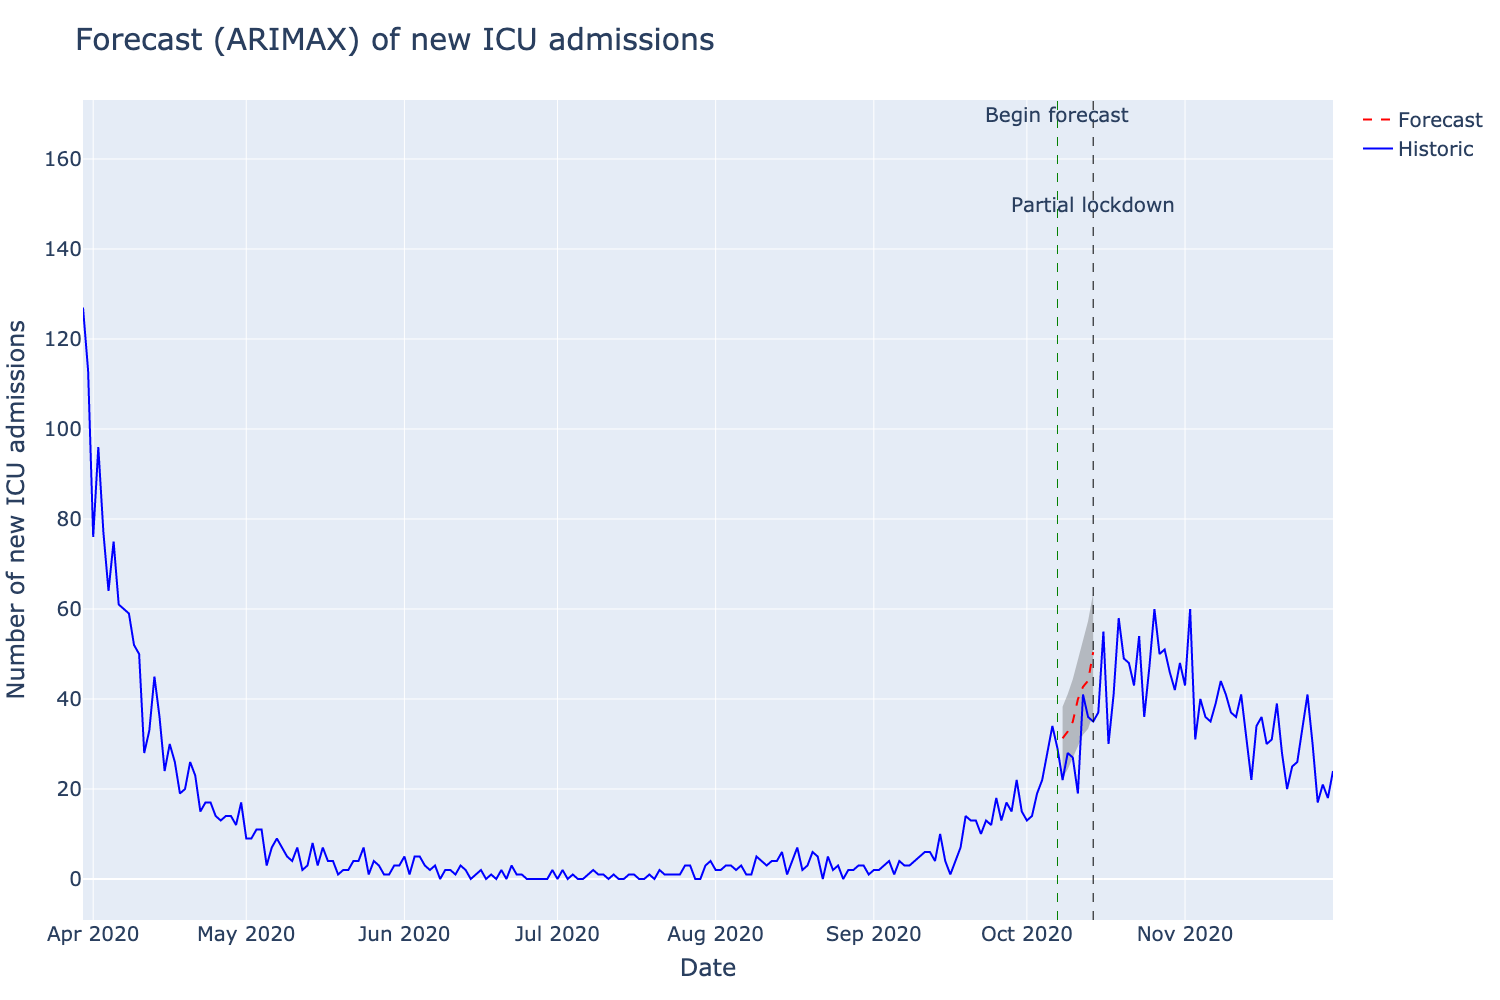 Forecast (ARIMAX) of new ICU admissions
Begin forecast
Partial lockdown
Forecast
Historic
160
140
120
100
80
60
40
20
0
Number of new ICU admissions
Apr 2020
May 2020
Jun 2020
Jul 2020
Aug 2020
Sep 2020
Oct 2020
Nov 2020
Date